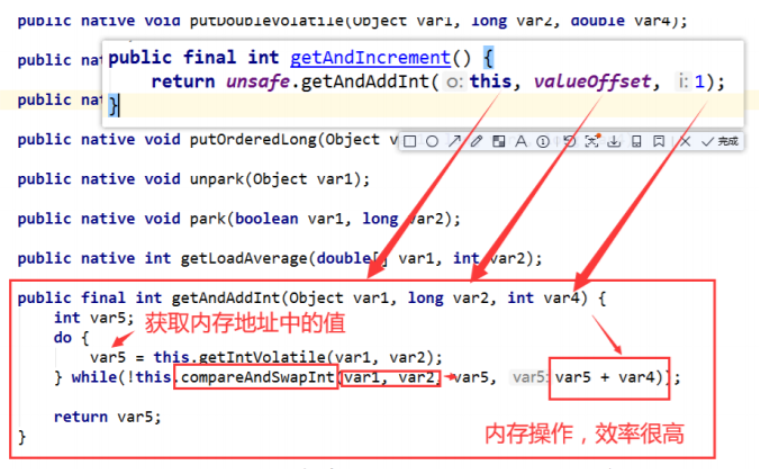 public native void putDoubleVolatile(Object var1, long var2, double var4);
public na
public final int getAndIncrement() {
return unsafe.getAndAddInt( o: this, valueOffset, i: 1);
public na
}
public native void putOrderedLong(Object v
完成
public native void unpark(Object var1);
public native void park(boolean var1, long var2);
public native int getLoadAverage(double[] var1, int var2);
public final int getAndAddInt(Object var1, long var2, int var4) {
int var5; 获取内存地址中的值
do {
var5 = this.getIntVolatile(var1, var2);
} while(!this.compareAndSwapInt(var1, var2, var5, var5: var5 + var4));
return var5;
内存操作，效率很高
}